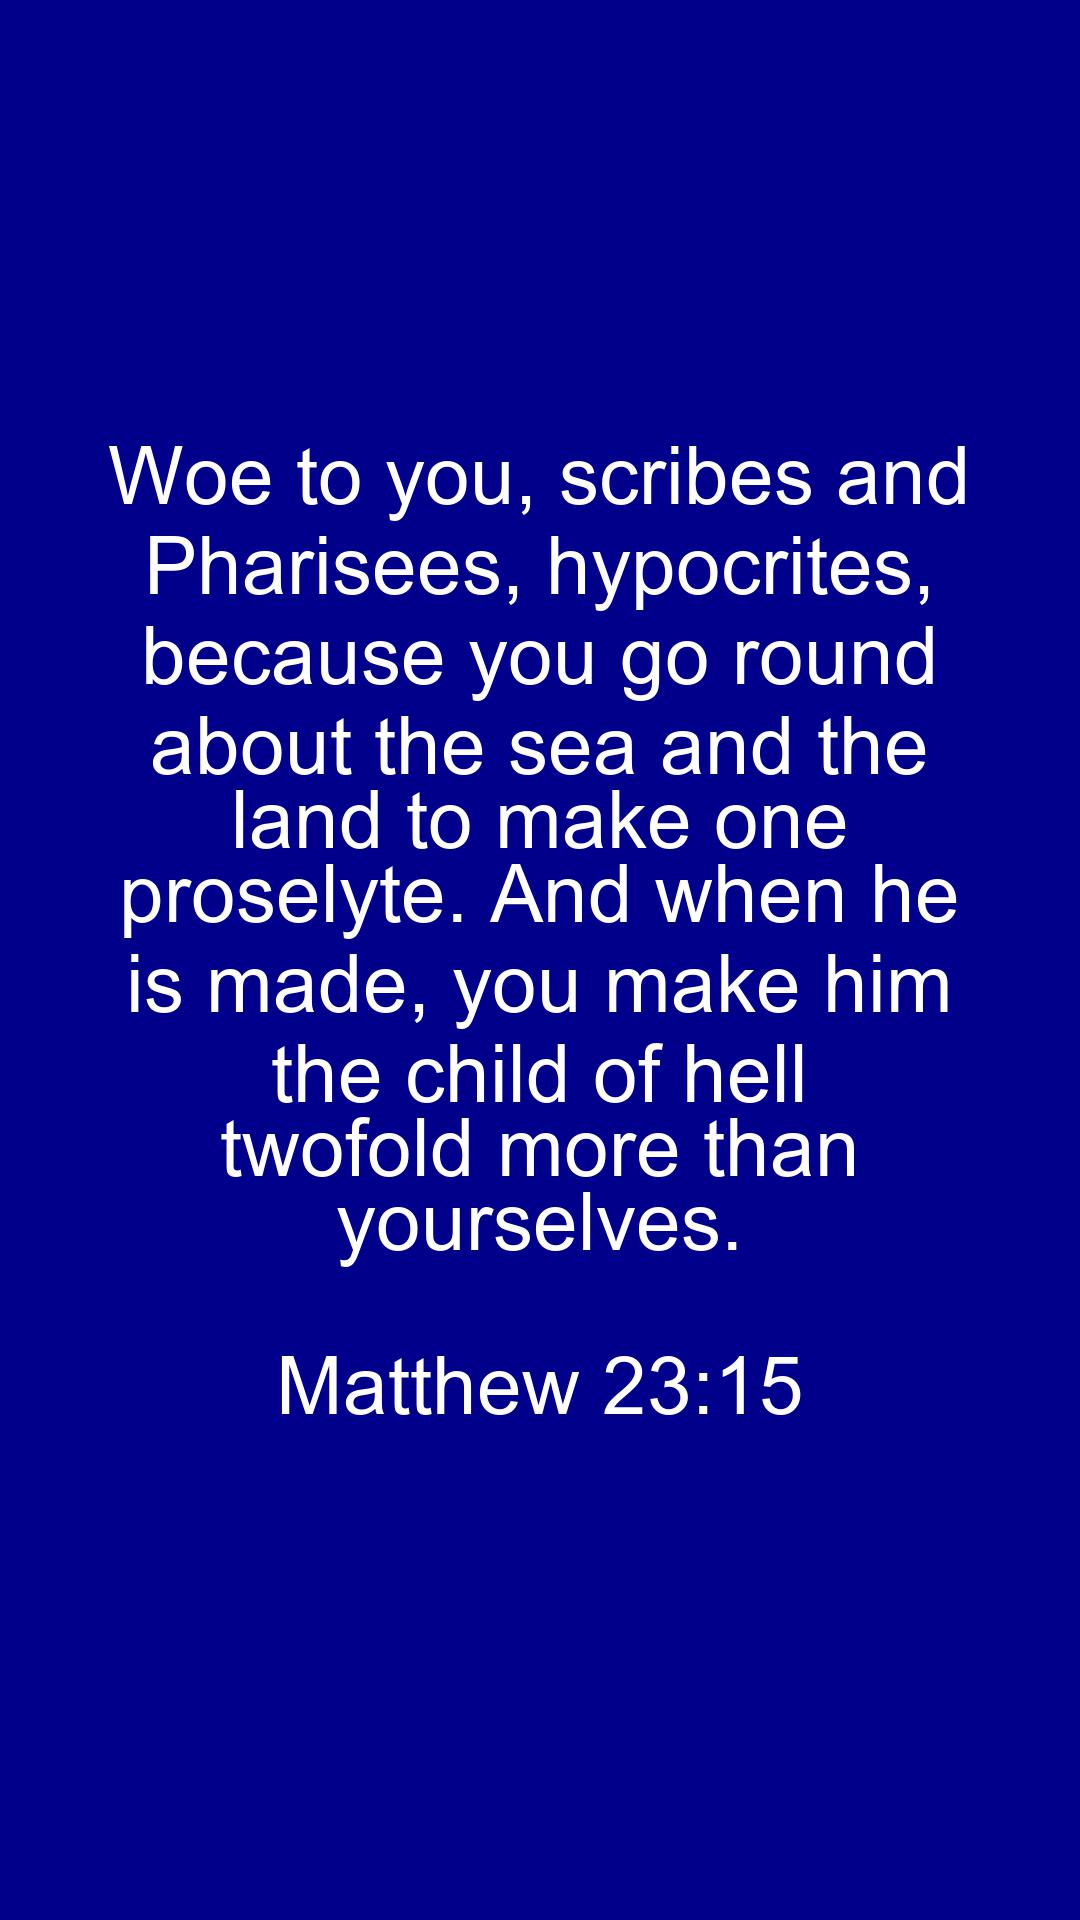 Woe to you, scribes and
Pharisees, hypocrites,
because you go round
about the sea and the
land to make one
proselyte. And when he
is made, you make him
the child of hell
twofold more than
yourselves.
Matthew 23:15